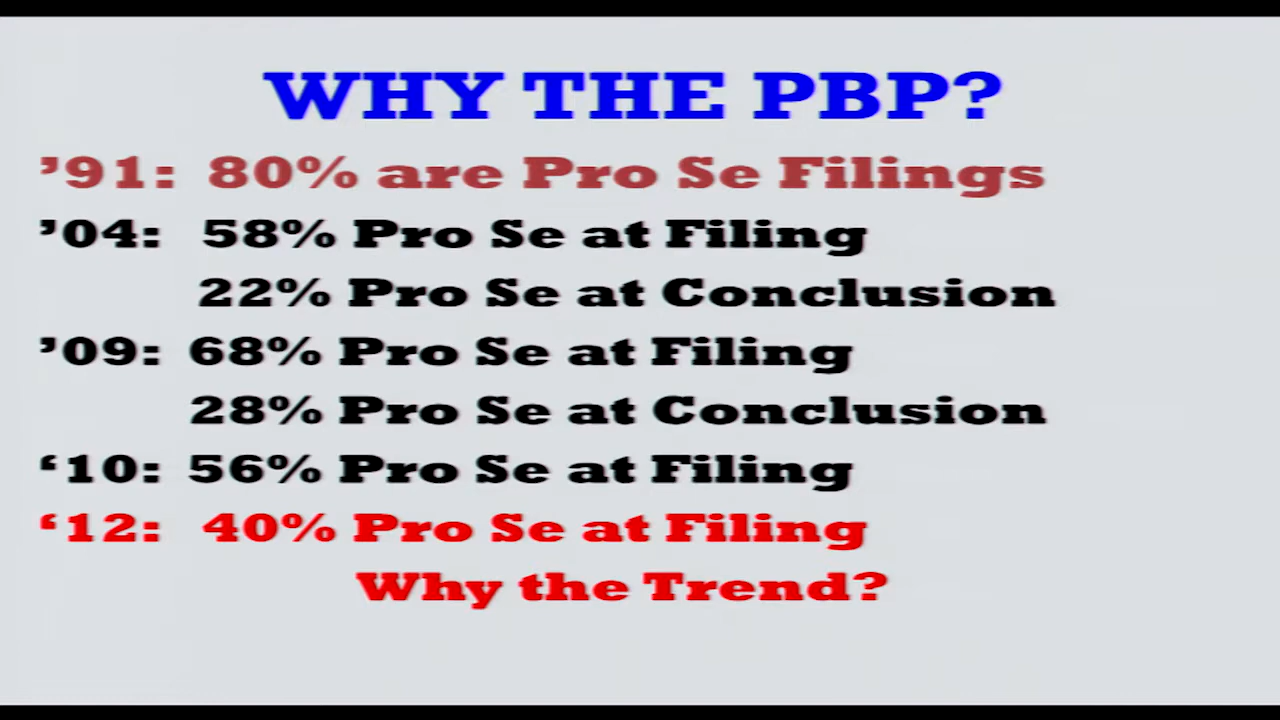 WHY THE PBP?
’91: 80% are Pro Se Filings
’04: 58% Pro Se at Filing
22% Pro Se at Conclusion
’09: 68% Pro Se at Filing
28% Pro Se at Conclusion
‘10: 56% Pro Se at Filing
‘12: 40% Pro Se at Filing
Why the Trend?